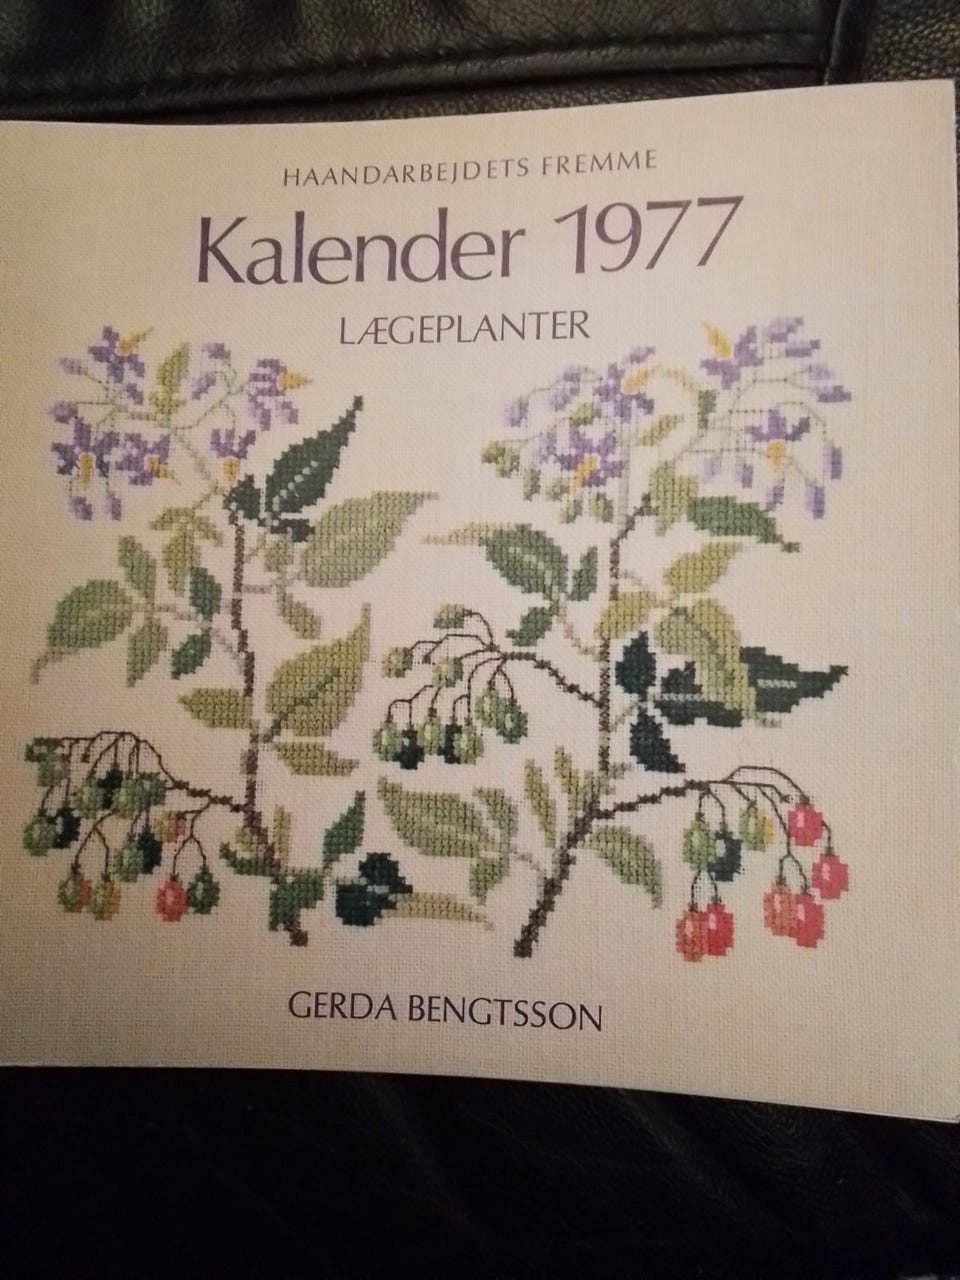 HAANDARBEJDETS FREMME
Kalender 1977
LÆGEPLANTER
GERDA BENGTSSON